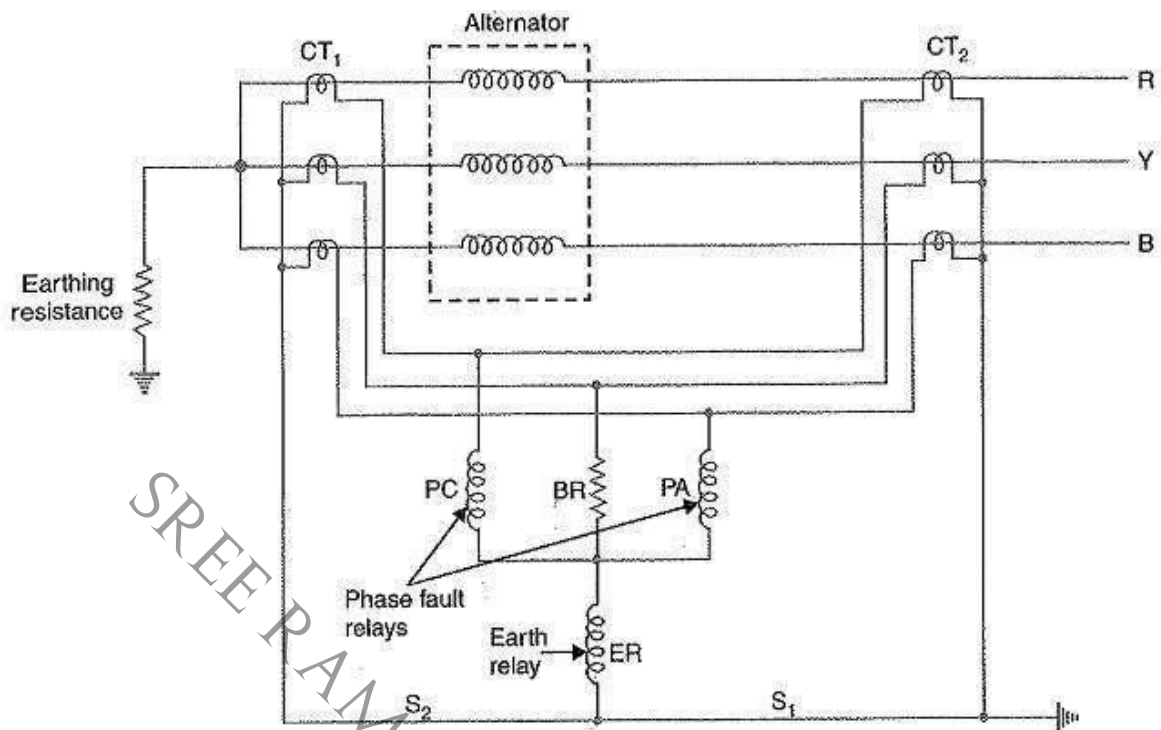 Alternator
CT1
CT2
R
Y
B
Earthing
resistance
PC
BR
PA
Phase fault
relays
Earth
relay
ER
S2
S1
SREE RAM